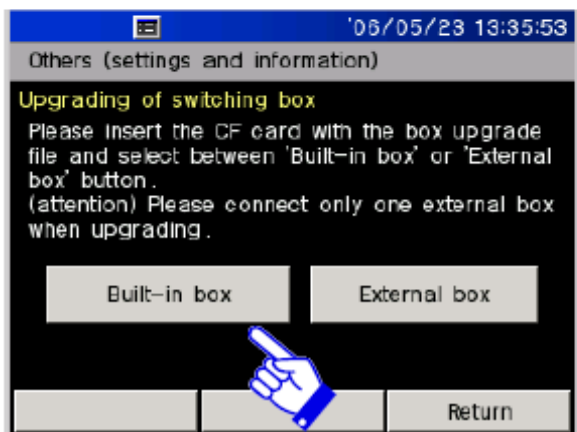 '06/05/23 13:35:53
Others (settings and information)
Upgrading of switching box
Please insert the CF card with the box upgrade
file and select between 'Built-in box' or 'External
box' button.
(attention) Please connect only one external box
when upgrading.
Built-in box External box
Return